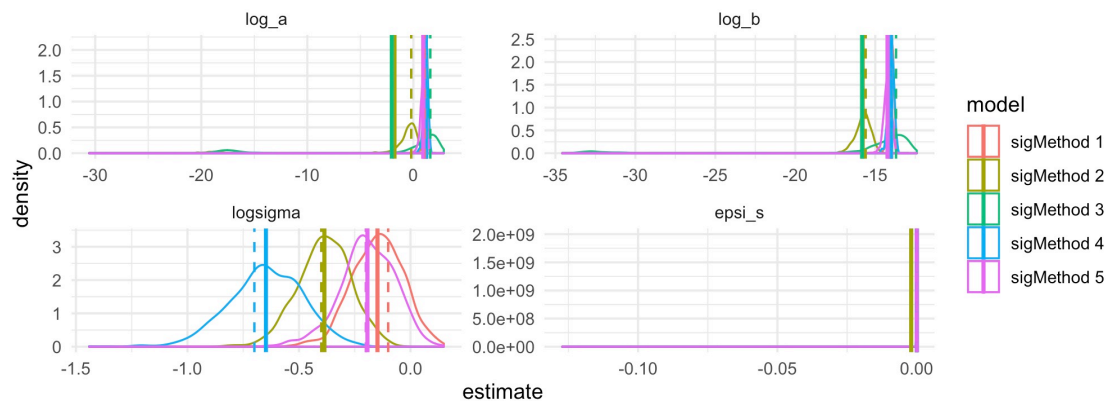 log_a
log_b
2.0
1.5
1.0
0.5
0.0
-30
-20
-10
0
2.5
2.0
1.5
1.0
0.5
0.0
-35
-30
-25
-20
-15
logsigma
epsi_s
3
2
1
0
-1.5
-1.0
-0.5
0.0
2.0e+09
1.5e+09
1.0e+09
5.0e+08
0.0e+00
-0.10
-0.05
0.00
density
estimate
model
sigMethod 1
sigMethod 2
sigMethod 3
sigMethod 4
sigMethod 5